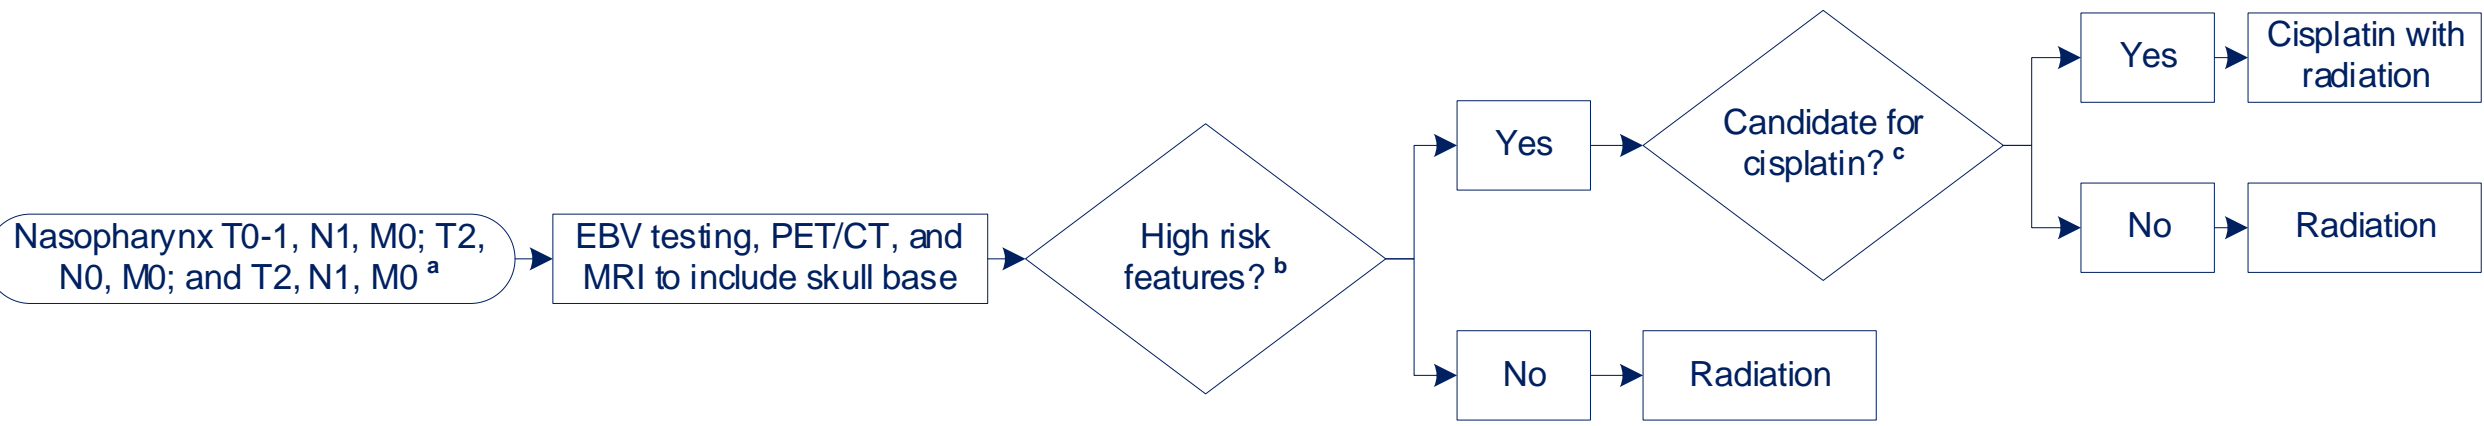 Nasopharynx T0-1, N1, M0; T2,
N0, M0; and T2, N1, M0 a
EBV testing, PET/CT, and
MRI to include skull base
High risk
features? b
Yes
Candidate for
cisplatin? c
Yes
Cisplatin with
radiation
No
Radiation
No
Radiation